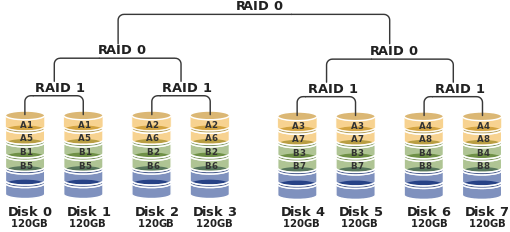 RAID 0
RAID 0 RAID 0
RAID 1 RAID 1 RAID 1 RAID 1
A1 A1 A2 A2 A3 A3 A4 A4
A5 A5 A6 A6 A7 A7 A8 A8
B1 B1 B2 B2 B3 B3 B4 B4
B5 B5 B6 B6 B7 B7 B8 B8
Disk 0 Disk 1 Disk 2 Disk 3 Disk 4 Disk 5 Disk 6 Disk 7
120GB 120GB 120GB 120GB 120GB 120GB 120GB 120GB